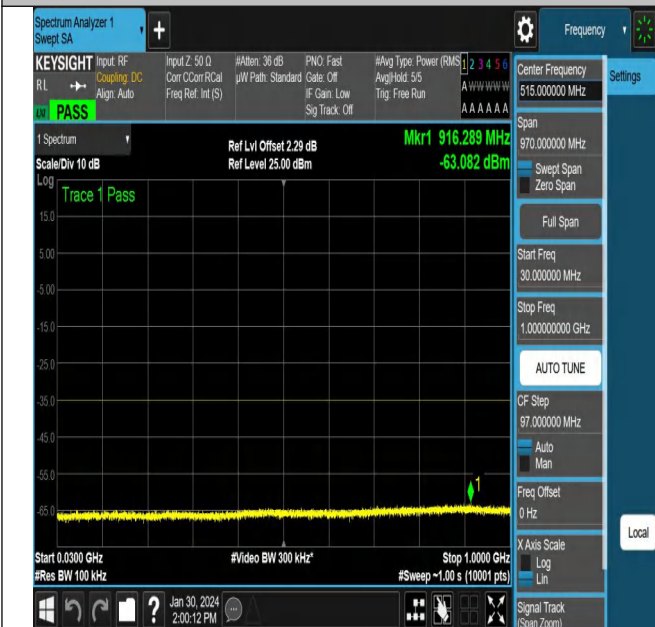 Spectrum Analyzer 1
Swept SA
+
Frequency
KEYSIGHT
RL
PASS
Input: RF
Coupling: DC
Align: Auto
Input Z: 50 Ω
Corr CCorr RCal
Freq Ref: Int (S)
#Atten: 36 dB
µW Path: Standard
PNO: Fast
Gate: Off
IF Gain: Low
Sig Track: Off
#Avg Type: Power (RMS
Avg|Hold: 5/5
Trig: Free Run
1 2 3 4 5 6
A W W W W W
A A A A A A
1 Spectrum
Scale/Div 10 dB
Ref Lvl Offset 2.29 dB
Ref Level 25.00 dBm
Mkr1 916.289 MHz
-63.082 dBm
Log
Trace 1 Pass
15.0
5.00
-5.00
-15.0
-25.0
-35.0
-45.0
-55.0
-65.0
1
Start 0.0300 GHz
#Res BW 100 kHz
#Video BW 300 kHz*
Stop 1.0000 GHz
#Sweep ~1.00 s (10001 pts)
?
Jan 30, 2024
2:00:12 PM
Center Frequency
515.000000 MHz
Settings
Span
970.000000 MHz
Swept Span
Zero Span
Full Span
Start Freq
30.000000 MHz
Stop Freq
1.000000000 GHz
AUTO TUNE
CF Step
97.000000 MHz
Auto
Man
Freq Offset
0 Hz
Local
X Axis Scale
Log
Lin
Signal Track
(Span Zoom)